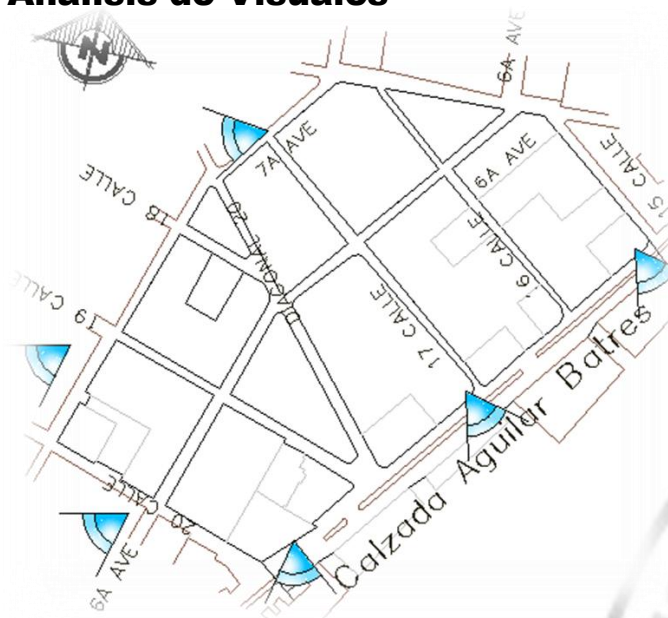 Análisis de Visuales
N
6A AVE
7A AVE
6A AVE
15 CALLE
18 CALLE
DIAGONAL 20
6 CALLE
19 CALLE
17 CALLE
Calzada Aguilar Batres
20 CALLE
6A AVE